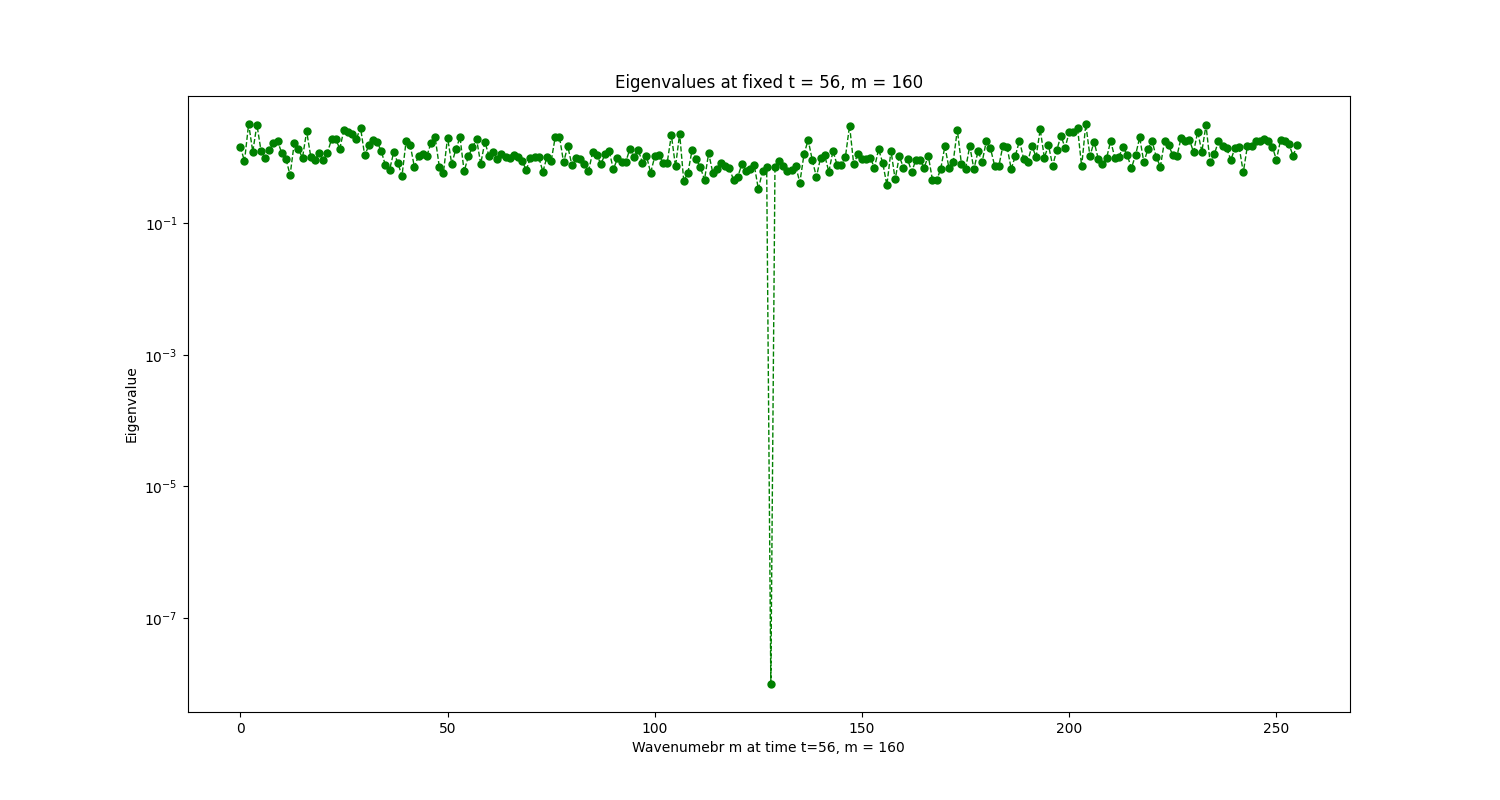 Eigenvalues at fixed t = 56, m = 160
Eigenvalue
10⁻¹
10⁻³
10⁻⁵
10⁻⁷
0 50 100 150 200 250
Wavenumebr m at time t=56, m = 160